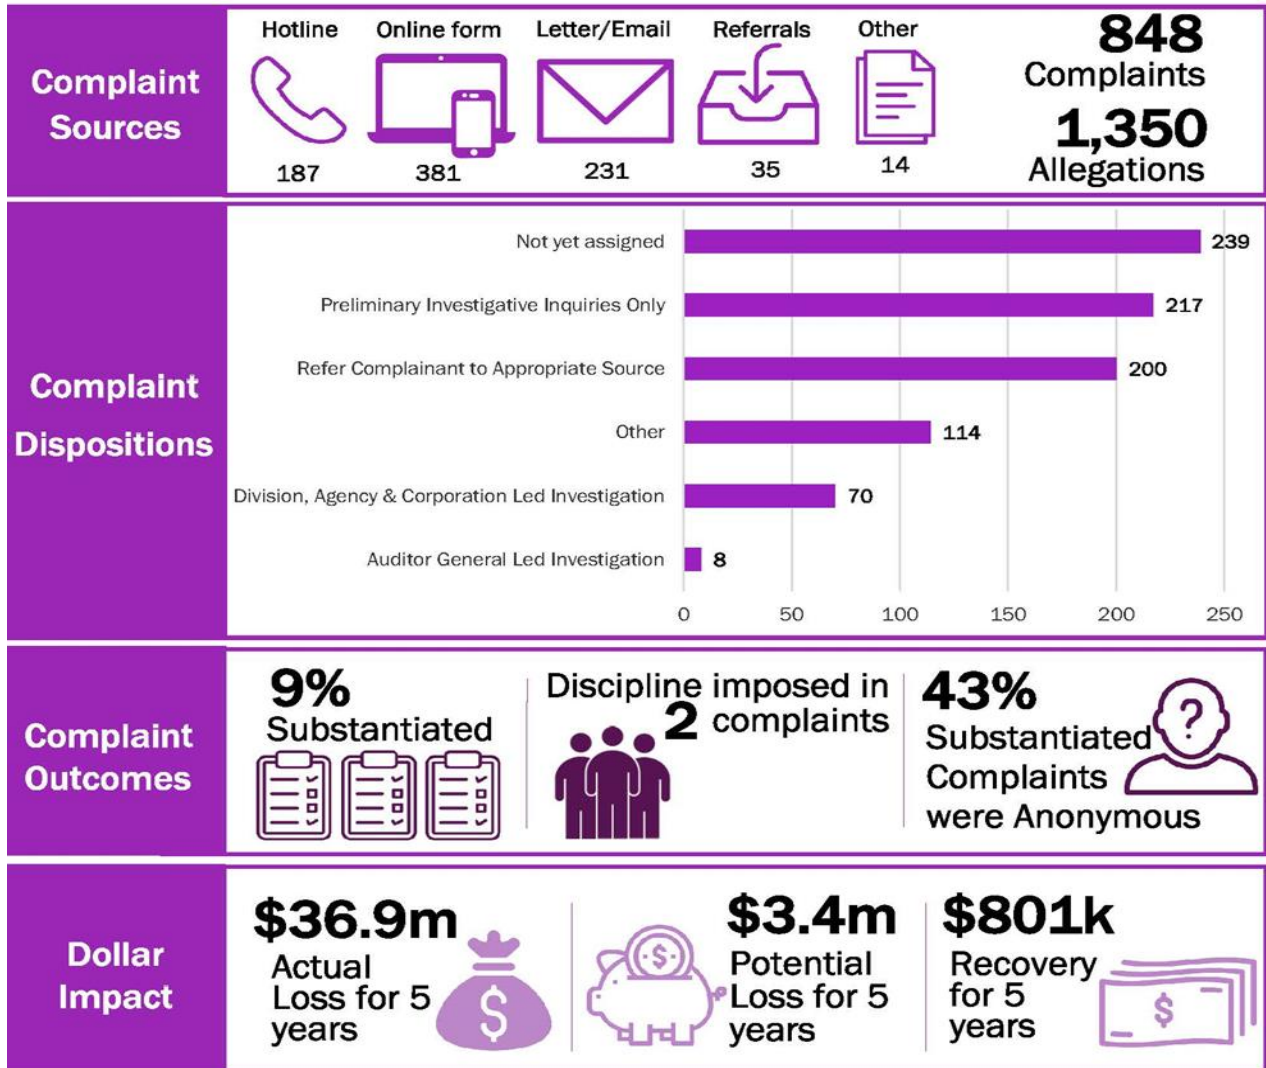 Complaint
Sources
Hotline
187
Online form
381
Letter/Email
231
Referrals
35
Other
14
848
Complaints
1,350
Allegations
Complaint
Dispositions
Not yet assigned 239
Preliminary Investigative Inquiries Only 217
Refer Complainant to Appropriate Source 200
Other 114
Division, Agency & Corporation Led Investigation 70
Auditor General Led Investigation 8
0 50 100 150 200 250
Complaint
Outcomes
9%
Substantiated
Discipline imposed in
2 complaints
43%
Substantiated
Complaints
were Anonymous
?
Dollar
Impact
$36.9m
Actual
Loss for 5
years
$
$
$3.4m
Potential
Loss for 5
years
$801k
Recovery
for 5
years
$